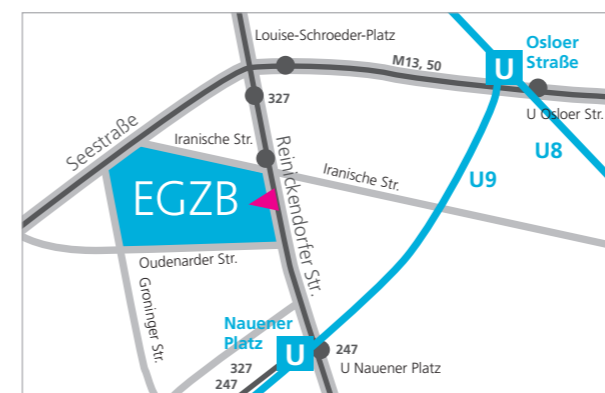 Louise-Schroeder-Platz
Osloer
Straße
M13, 50
U
327
U Osloer Str.
Seestraße
Iranische Str.
U8
Reinickendorfer Str.
Iranische Str.
U9
EGZB
Oudenarder Str.
Groninger Str.
Nauener
Platz
U
247
U Nauener Platz
327
247